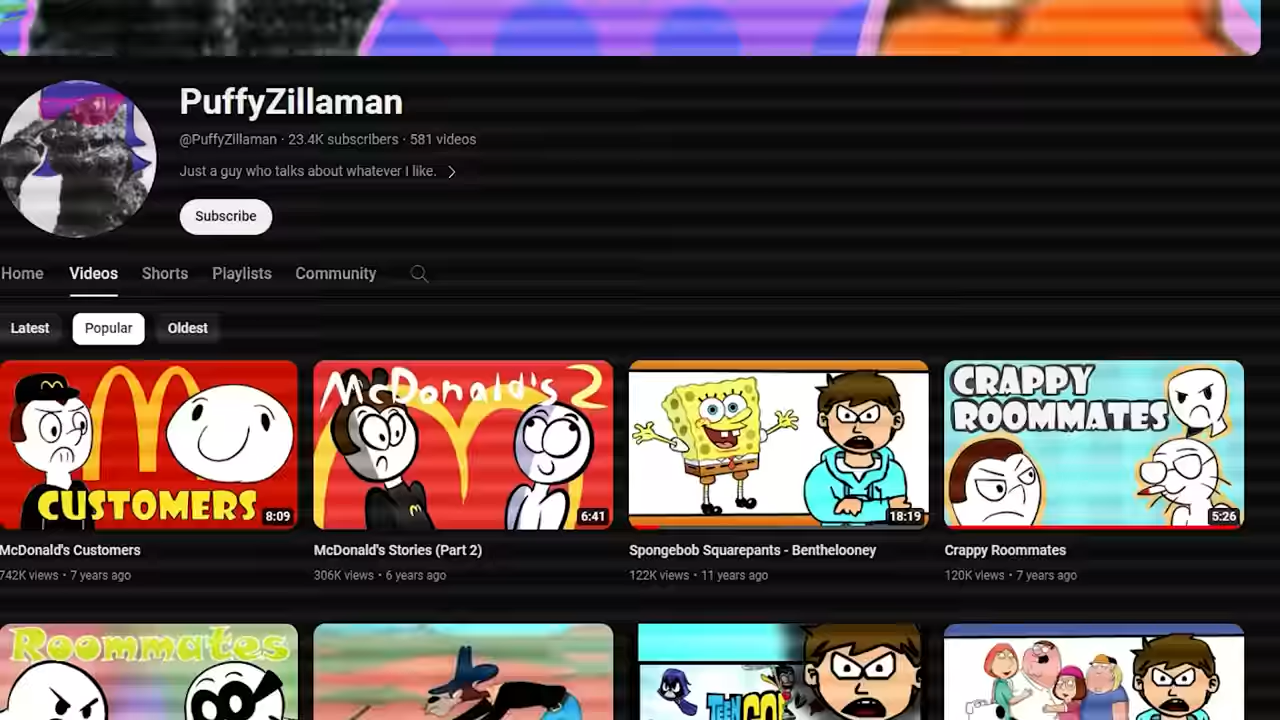 PuffyZillaman
@PuffyZillaman · 23.4K subscribers · 581 videos
Just a guy who talks about whatever I like.
Subscribe
Home Videos Shorts Playlists Community
Latest Popular Oldest
CUSTOMERS
8:09
McDonald's 2
6:41
18:19
CRAPPY
ROOMMATES
5:26
McDonald's Customers
McDonald's Stories (Part 2)
Spongebob Squarepants - Benthelooney
Crappy Roommates
742K views · 7 years ago
306K views · 6 years ago
122K views · 11 years ago
120K views · 7 years ago
Roommates
TEEN
GO